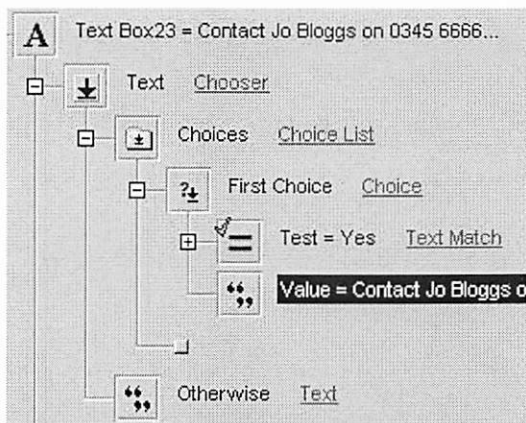 A Text Box23 = Contact Jo Bloggs on 0345 6666...
Text Chooser
Choices Choice List
First Choice Choice
Test = Yes Text Match
Value = Contact Jo Bloggs o
Otherwise Text